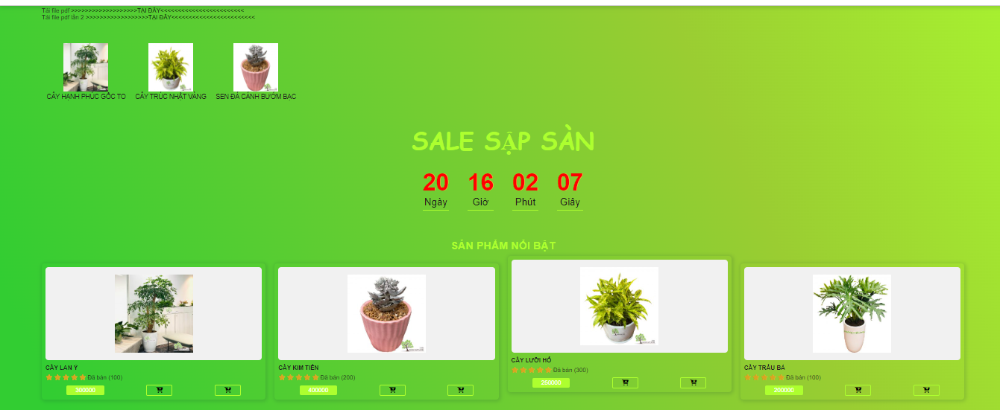 Tải file pdf >>>>>>>>>>>>>>>>>>>TẠI ĐÂY<<<<<<<<<<<<<<<<<<<<<<<<
Tải file pdf lần 2 >>>>>>>>>>>>>>>>>>TẠI ĐÂY<<<<<<<<<<<<<<<<<<<<<<<<
CÂY HẠNH PHÚC GỐC TO
CÂY TRÚC NHẬT VÀNG
SEN ĐÁ CÁNH BƯỚM BẠC
SALE SẬP SÀN
20 16 02 07
Ngày Giờ Phút Giây
SẢN PHẨM NỔI BẬT
CÂY LAN Ý
Đã bán (100)
300000
CÂY KIM TIỀN
Đã bán (200)
400000
CÂY LƯỠI HỔ
Đã bán (300)
250000
CÂY TRẦU BÀ
Đã bán (100)
200000